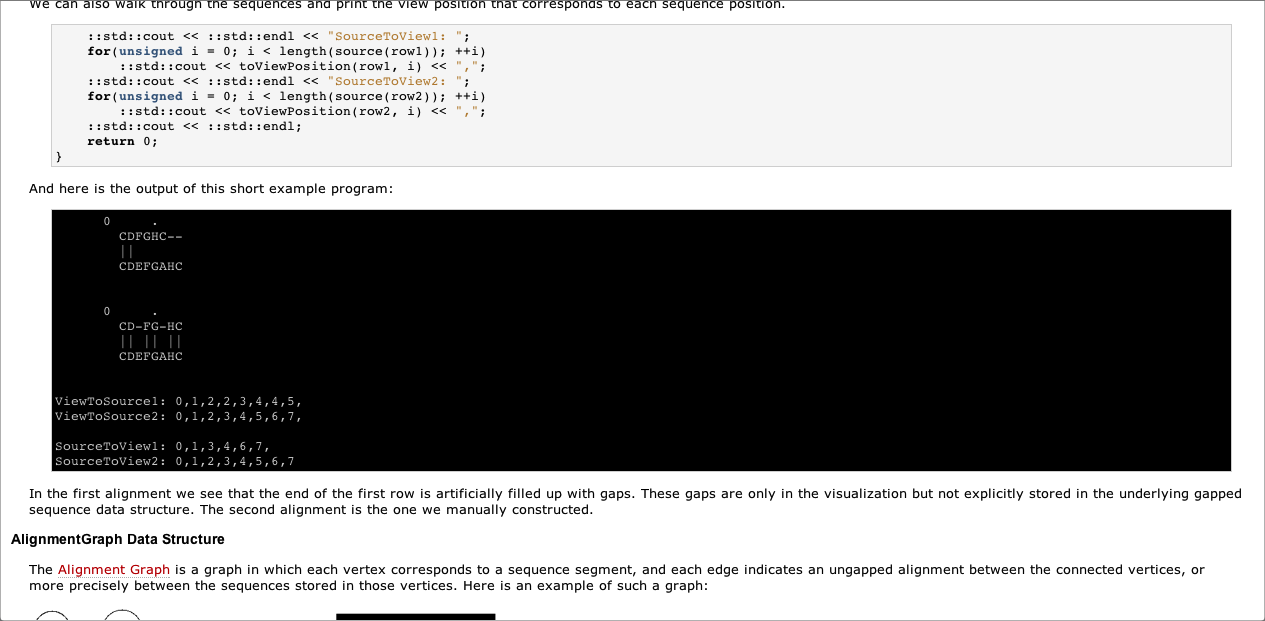 We can also walk through the sequences and print the view position that corresponds to each sequence position.
    ::std::cout << ::std::endl << "SourceToView1: ";
    for(unsigned i = 0; i < length(source(row1)); ++i)
        ::std::cout << toViewPosition(row1, i) << ",";
    ::std::cout << ::std::endl << "SourceToView2: ";
    for(unsigned i = 0; i < length(source(row2)); ++i)
        ::std::cout << toViewPosition(row2, i) << ",";
    ::std::cout << ::std::endl;
    return 0;
}
And here is the output of this short example program:
      0     .
        CDFGHC--
        ||
        CDEFGAHC
      0     .
        CD-FG-HC
        || || ||
        CDEFGAHC
ViewToSource1: 0,1,2,2,3,4,4,5,
ViewToSource2: 0,1,2,3,4,5,6,7,
SourceToView1: 0,1,3,4,6,7,
SourceToView2: 0,1,2,3,4,5,6,7
In the first alignment we see that the end of the first row is artificially filled up with gaps. These gaps are only in the visualization but not explicitly stored in the underlying gapped
sequence data structure. The second alignment is the one we manually constructed.
AlignmentGraph Data Structure
The Alignment Graph is a graph in which each vertex corresponds to a sequence segment, and each edge indicates an ungapped alignment between the connected vertices, or
more precisely between the sequences stored in those vertices. Here is an example of such a graph: